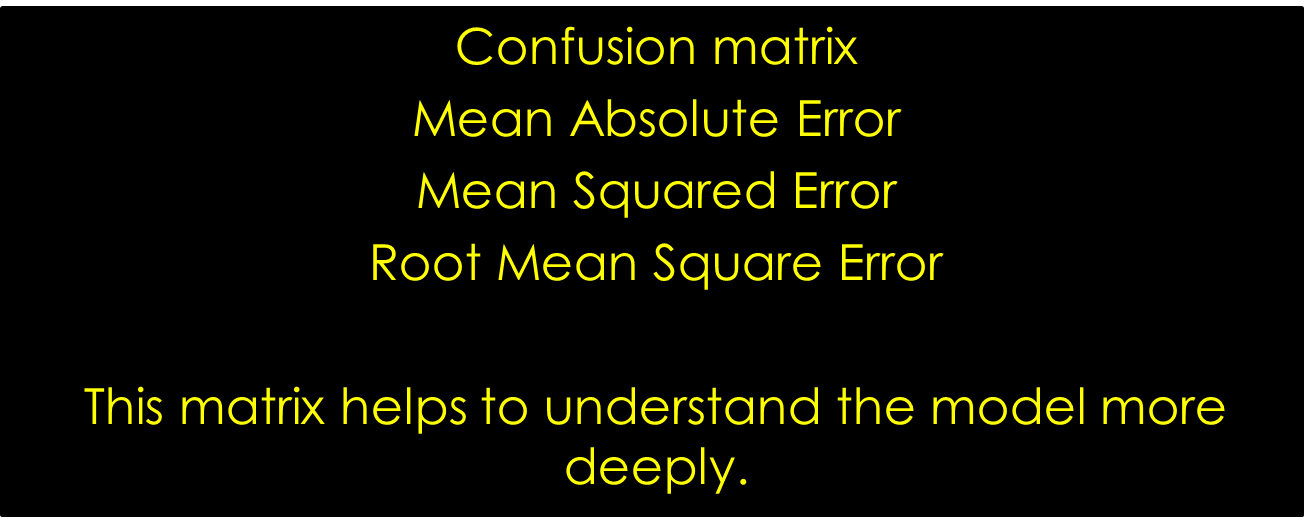 Confusion matrix
Mean Absolute Error
Mean Squared Error
Root Mean Square Error
This matrix helps to understand the model more
deeply.